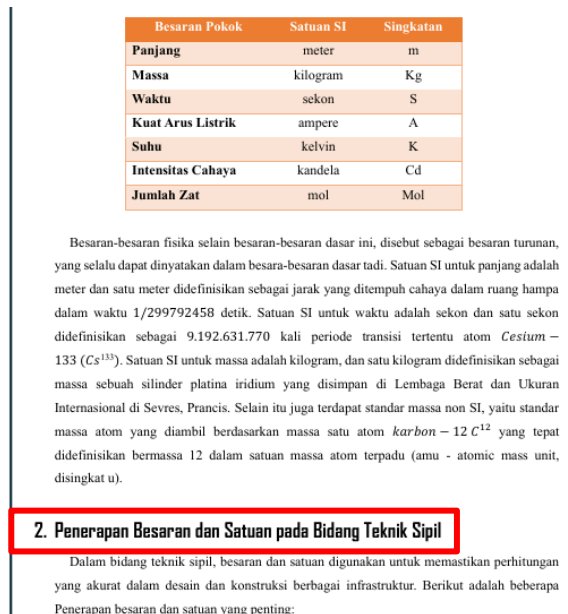 Besaran Pokok Satuan SI Singkatan
Panjang meter m
Massa kilogram Kg
Waktu sekon S
Kuat Arus Listrik ampere A
Suhu kelvin K
Intensitas Cahaya kandela Cd
Jumlah Zat mol Mol
Besaran-besaran fisika selain besaran-besaran dasar ini, disebut sebagai besaran turunan,
yang selalu dapat dinyatakan dalam besara-besaran dasar tadi. Satuan SI untuk panjang adalah
meter dan satu meter didefinisikan sebagai jarak yang ditempuh cahaya dalam ruang hampa
dalam waktu 1/299792458 detik. Satuan SI untuk waktu adalah sekon dan satu sekon
didefinisikan sebagai 9.192.631.770 kali periode transisi tertentu atom Cesium −
133 (Cs¹³³). Satuan SI untuk massa adalah kilogram, dan satu kilogram didefinisikan sebagai
massa sebuah silinder platina iridium yang disimpan di Lembaga Berat dan Ukuran
Internasional di Sevres, Prancis. Selain itu juga terdapat standar massa non SI, yaitu standar
massa atom yang diambil berdasarkan massa satu atom karbon − 12 C¹² yang tepat
didefinisikan bermassa 12 dalam satuan massa atom terpadu (amu - atomic mass unit,
disingkat u).
2. Penerapan Besaran dan Satuan pada Bidang Teknik Sipil
Dalam bidang teknik sipil, besaran dan satuan digunakan untuk memastikan perhitungan
yang akurat dalam desain dan konstruksi berbagai infrastruktur. Berikut adalah beberapa
Penerapan besaran dan satuan yang penting: